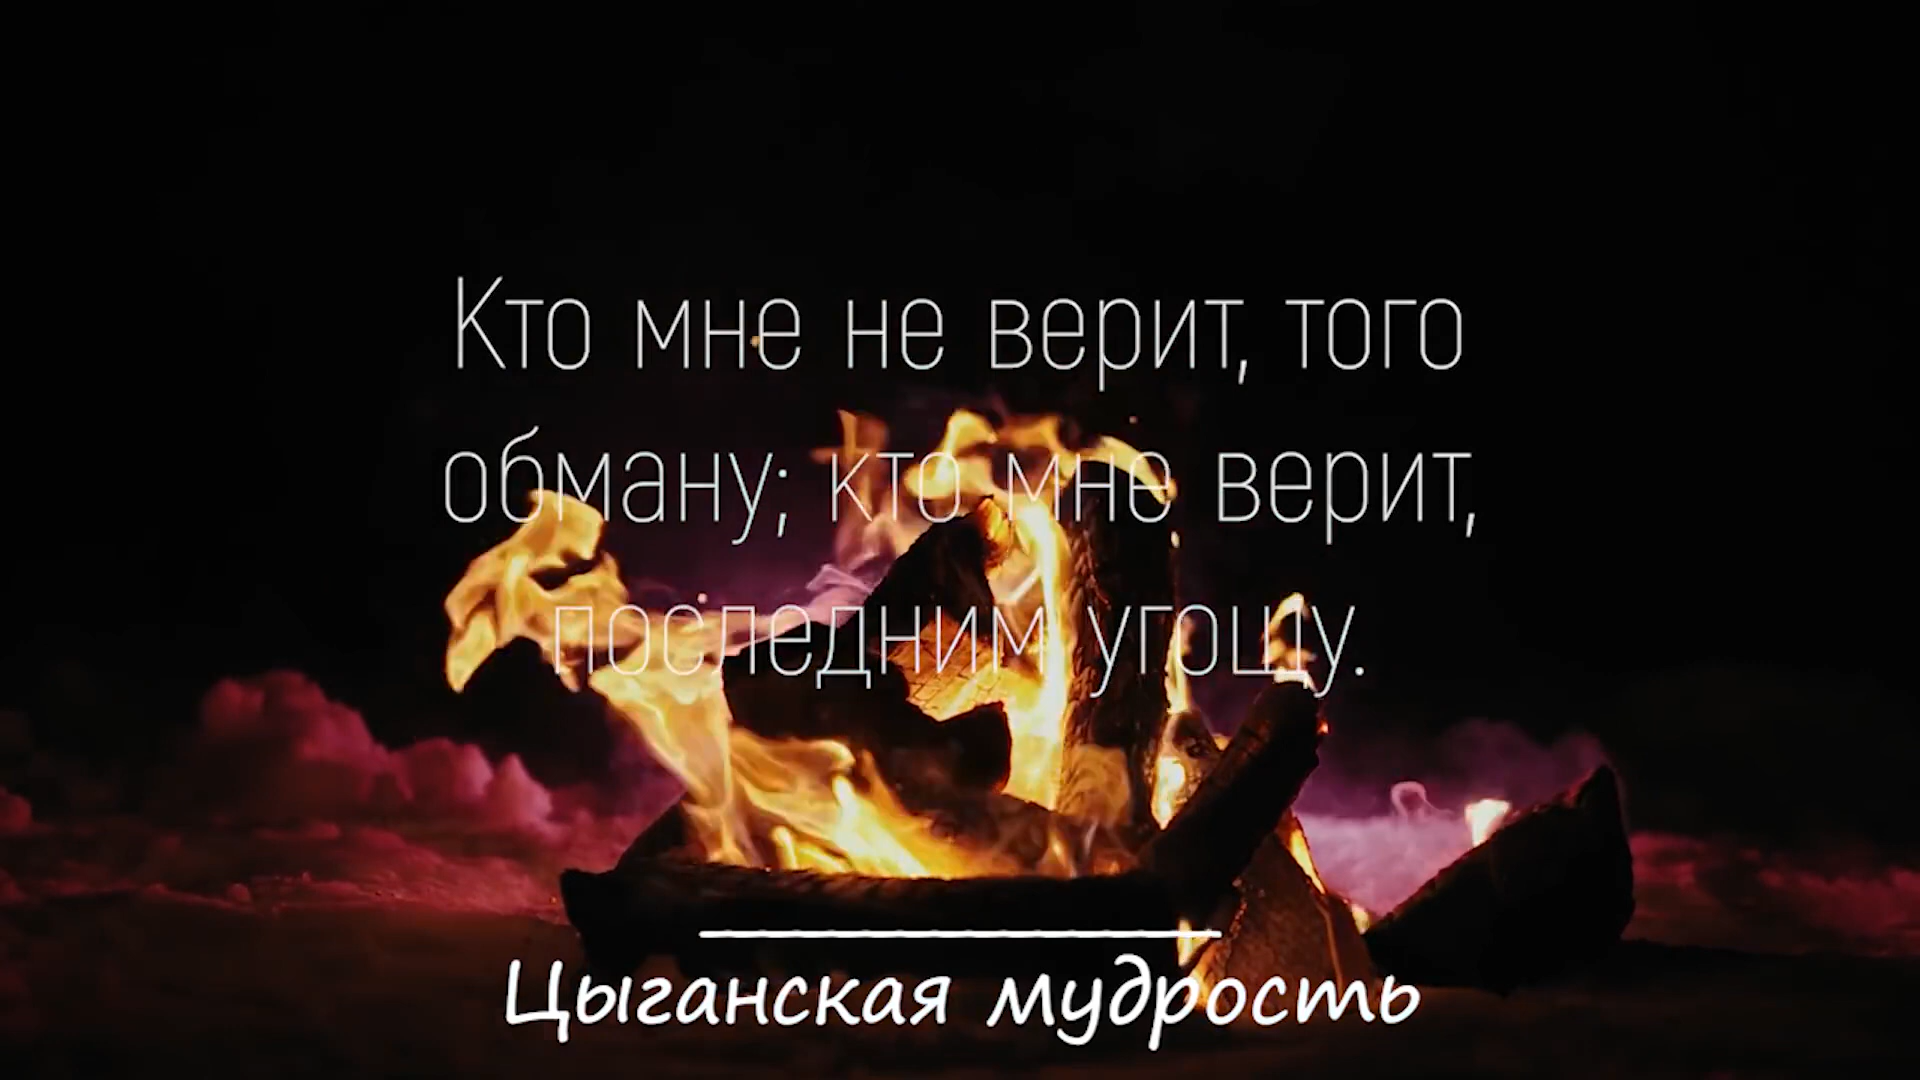 Кто мне не верит, того
обману; кто мне верит,
последним угощу.
Цыганская мудрость